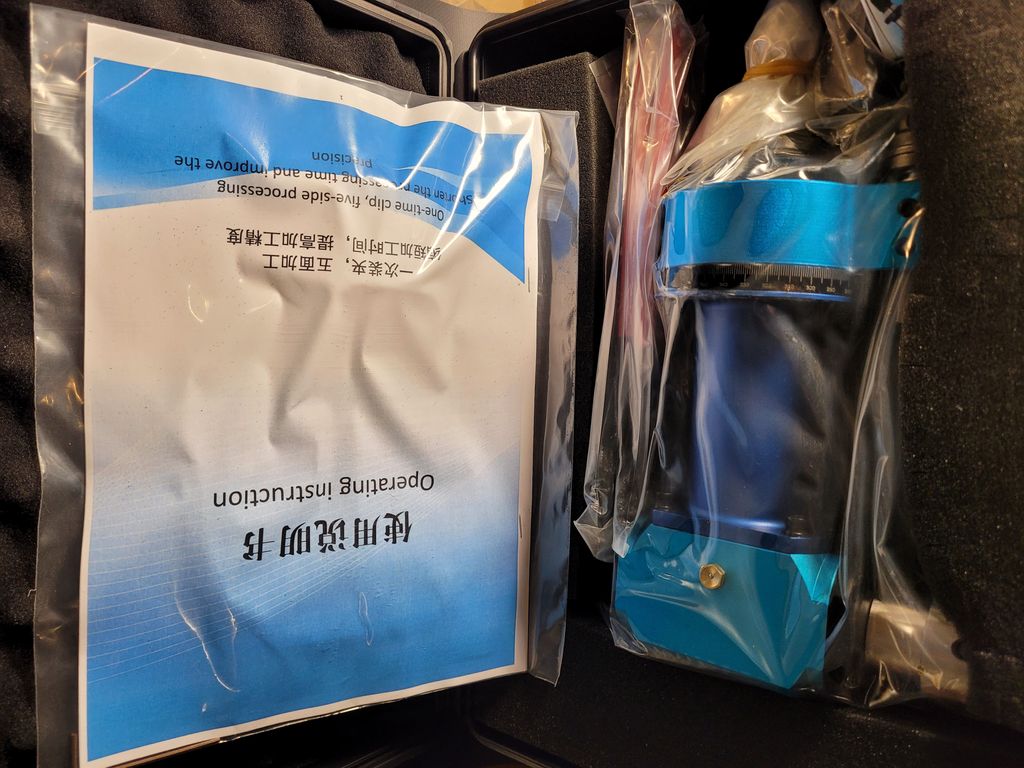 使用说明书
Operating instruction
一次装夹，五面加工
缩短加工时间，提高加工精度
One-time clip, five-side processing
the processing time and improve the
precision